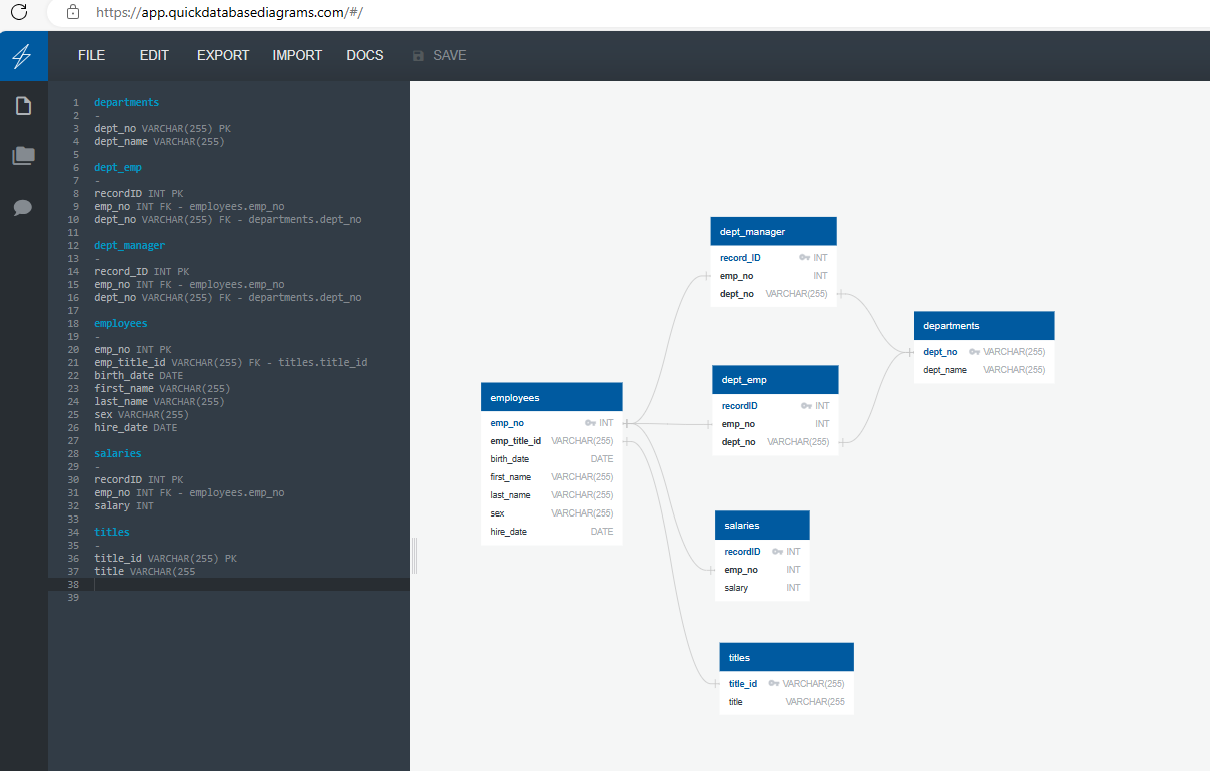 https://app.quickdatabasediagrams.com/#/
FILE EDIT EXPORT IMPORT DOCS SAVE
1 departments
2 -
3 dept_no VARCHAR(255) PK
4 dept_name VARCHAR(255)
5
6 dept_emp
7 -
8 recordID INT PK
9 emp_no INT FK - employees.emp_no
10 dept_no VARCHAR(255) FK - departments.dept_no
11
12 dept_manager
13 -
14 record_ID INT PK
15 emp_no INT FK - employees.emp_no
16 dept_no VARCHAR(255) FK - departments.dept_no
17
18 employees
19 -
20 emp_no INT PK
21 emp_title_id VARCHAR(255) FK - titles.title_id
22 birth_date DATE
23 first_name VARCHAR(255)
24 last_name VARCHAR(255)
25 sex VARCHAR(255)
26 hire_date DATE
27
28 salaries
29 -
30 recordID INT PK
31 emp_no INT FK - employees.emp_no
32 salary INT
33
34 titles
35 -
36 title_id VARCHAR(255) PK
37 title VARCHAR(255
38
39
dept_manager
record_ID INT
emp_no INT
dept_no VARCHAR(255)
departments
dept_no VARCHAR(255)
dept_name VARCHAR(255)
dept_emp
recordID INT
emp_no INT
dept_no VARCHAR(255)
employees
emp_no INT
emp_title_id VARCHAR(255)
birth_date DATE
first_name VARCHAR(255)
last_name VARCHAR(255)
sex VARCHAR(255)
hire_date DATE
salaries
recordID INT
emp_no INT
salary INT
titles
title_id VARCHAR(255)
title VARCHAR(255